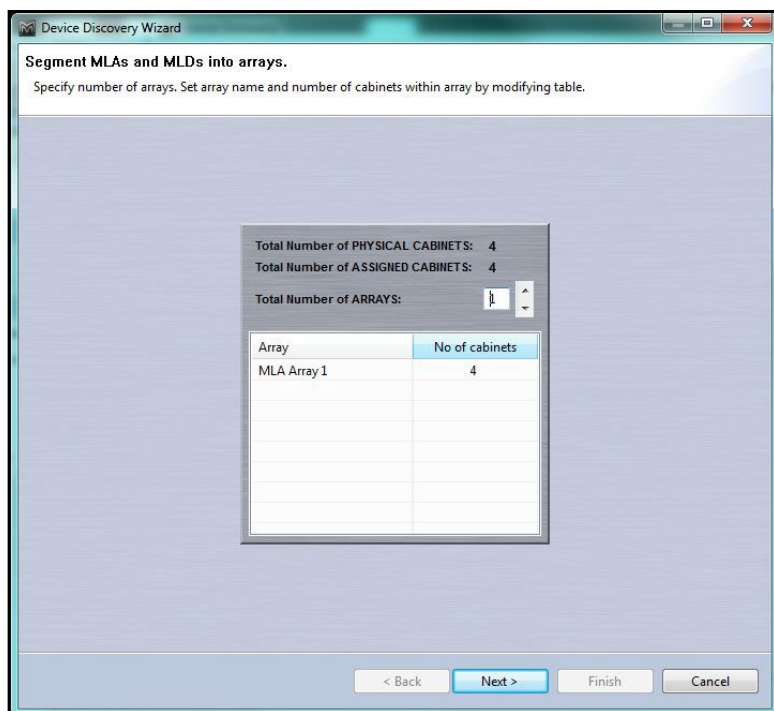 Device Discovery Wizard
Segment MLAs and MLDs into arrays.
Specify number of arrays. Set array name and number of cabinets within array by modifying table.
Total Number of PHYSICAL CABINETS: 4
Total Number of ASSIGNED CABINETS: 4
Total Number of ARRAYS: 1
Array No of cabinets
MLA Array 1 4
< Back Next > Finish Cancel